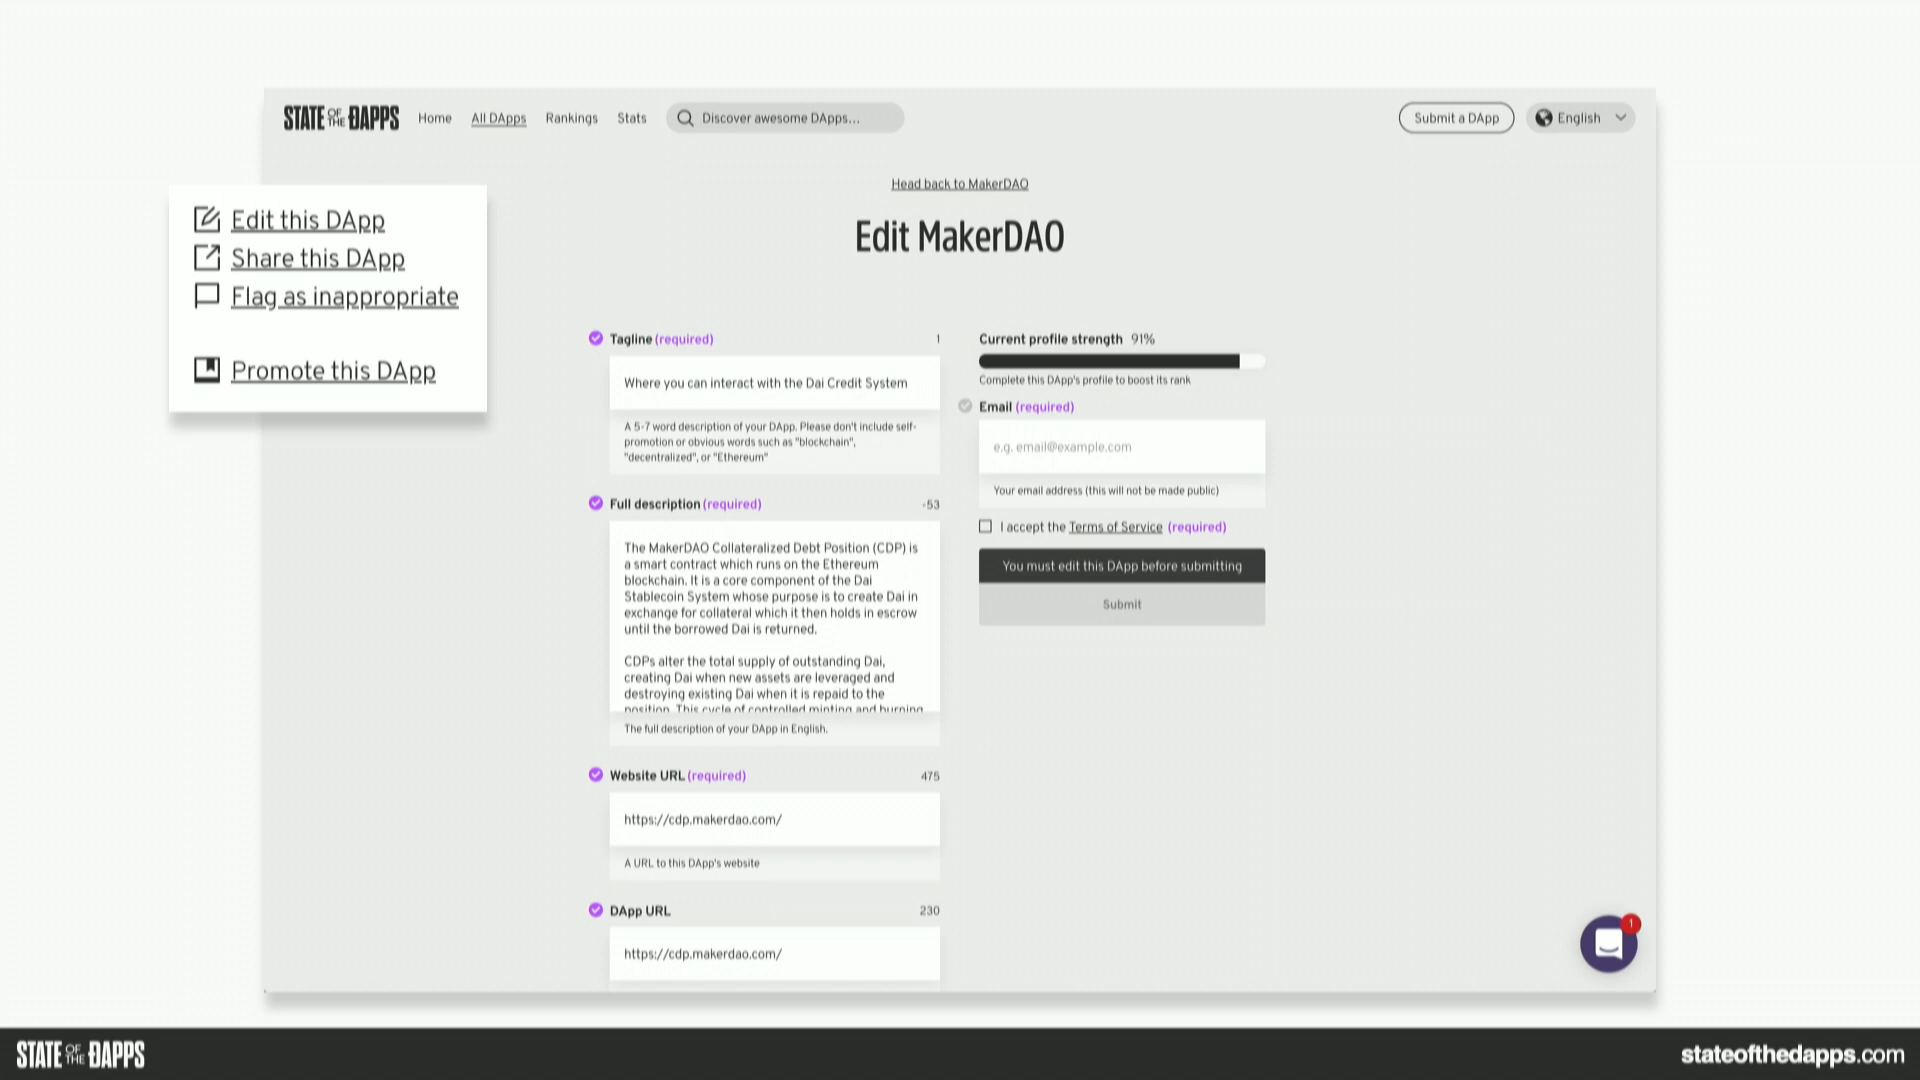 STATE OF THE ĐAPPS
Home
All DApps
Rankings
Stats
Discover awesome DApps...
Submit a DApp
English
Edit this DApp
Share this DApp
Flag as inappropriate
Promote this DApp
Head back to MakerDAO
Edit MakerDAO
Tagline (required) 1
Where you can interact with the Dai Credit System
A 5-7 word description of your DApp. Please don't include self-
promotion or obvious words such as "blockchain",
"decentralized", or "Ethereum"
Full description (required) -53
The MakerDAO Collateralized Debt Position (CDP) is
a smart contract which runs on the Ethereum
blockchain. It is a core component of the Dai
Stablecoin System whose purpose is to create Dai in
exchange for collateral which it then holds in escrow
until the borrowed Dai is returned.
CDPs alter the total supply of outstanding Dai,
creating Dai when new assets are leveraged and
destroying existing Dai when it is repaid to the
position. This cycle of controlled minting and burning
The full description of your DApp in English.
Website URL (required) 475
https://cdp.makerdao.com/
A URL to this DApp's website
DApp URL 230
https://cdp.makerdao.com/
Current profile strength 91%
Complete this DApp's profile to boost its rank
Email (required)
e.g. email@example.com
Your email address (this will not be made public)
I accept the Terms of Service (required)
You must edit this DApp before submitting
Submit
1
STATE OF THE ĐAPPS
stateofthedapps.com